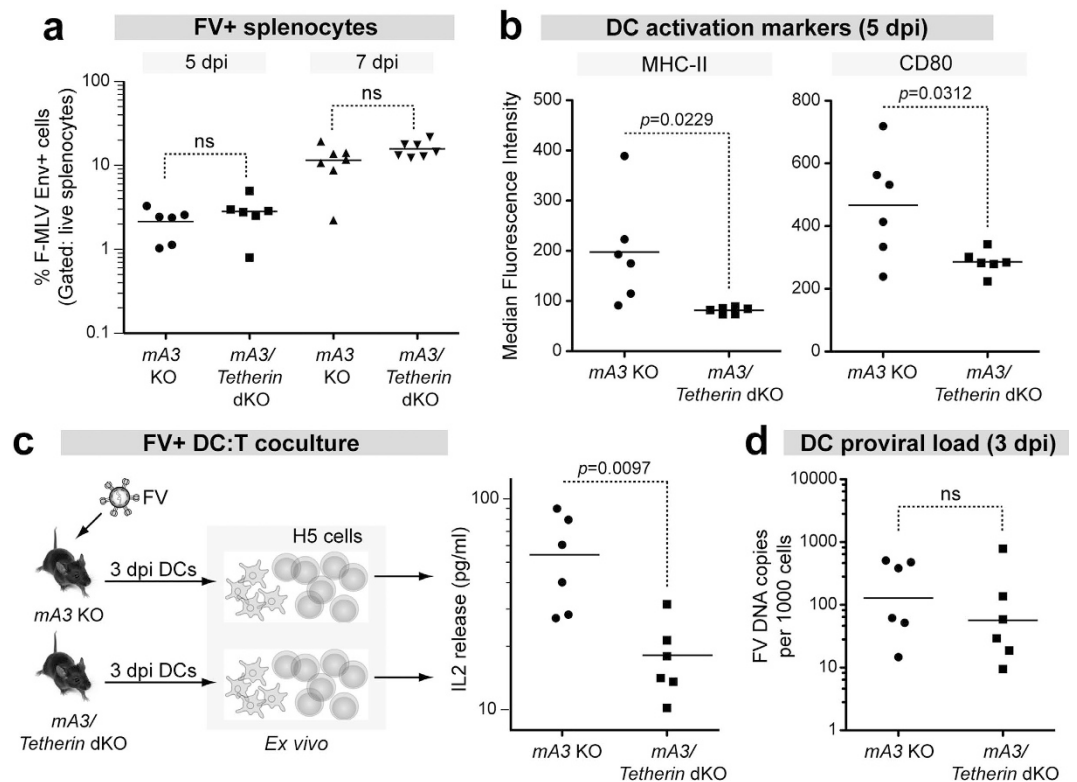 a
FV+ splenocytes
5 dpi
7 dpi
% F-MLV Env+ cells
(Gated: live splenocytes)
100
10
1
0.1
ns
ns
mA3
KO
mA3/
Tetherin
dKO
mA3
KO
mA3/
Tetherin
dKO
b
DC activation markers (5 dpi)
MHC-II
CD80
Median Fluorescence Intensity
500
400
300
200
100
0
p=0.0229
mA3 KO
mA3/
Tetherin dKO
800
600
400
200
0
p=0.0312
mA3 KO
mA3/
Tetherin dKO
c
FV+ DC:T coculture
FV
H5 cells
3 dpi DCs
mA3 KO
3 dpi DCs
mA3/
Tetherin dKO
Ex vivo
IL2 release (pg/ml)
100
10
p=0.0097
mA3 KO
mA3/
Tetherin dKO
d
DC proviral load (3 dpi)
FV DNA copies
per 1000 cells
10000
1000
100
10
1
ns
mA3 KO
mA3/
Tetherin dKO